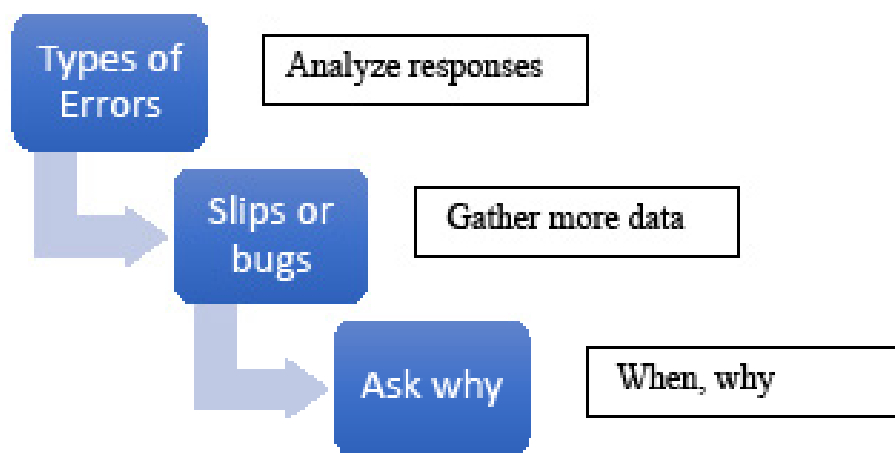 Types of
Errors
Analyze responses
Slips or
bugs
Gather more data
Ask why
When, why